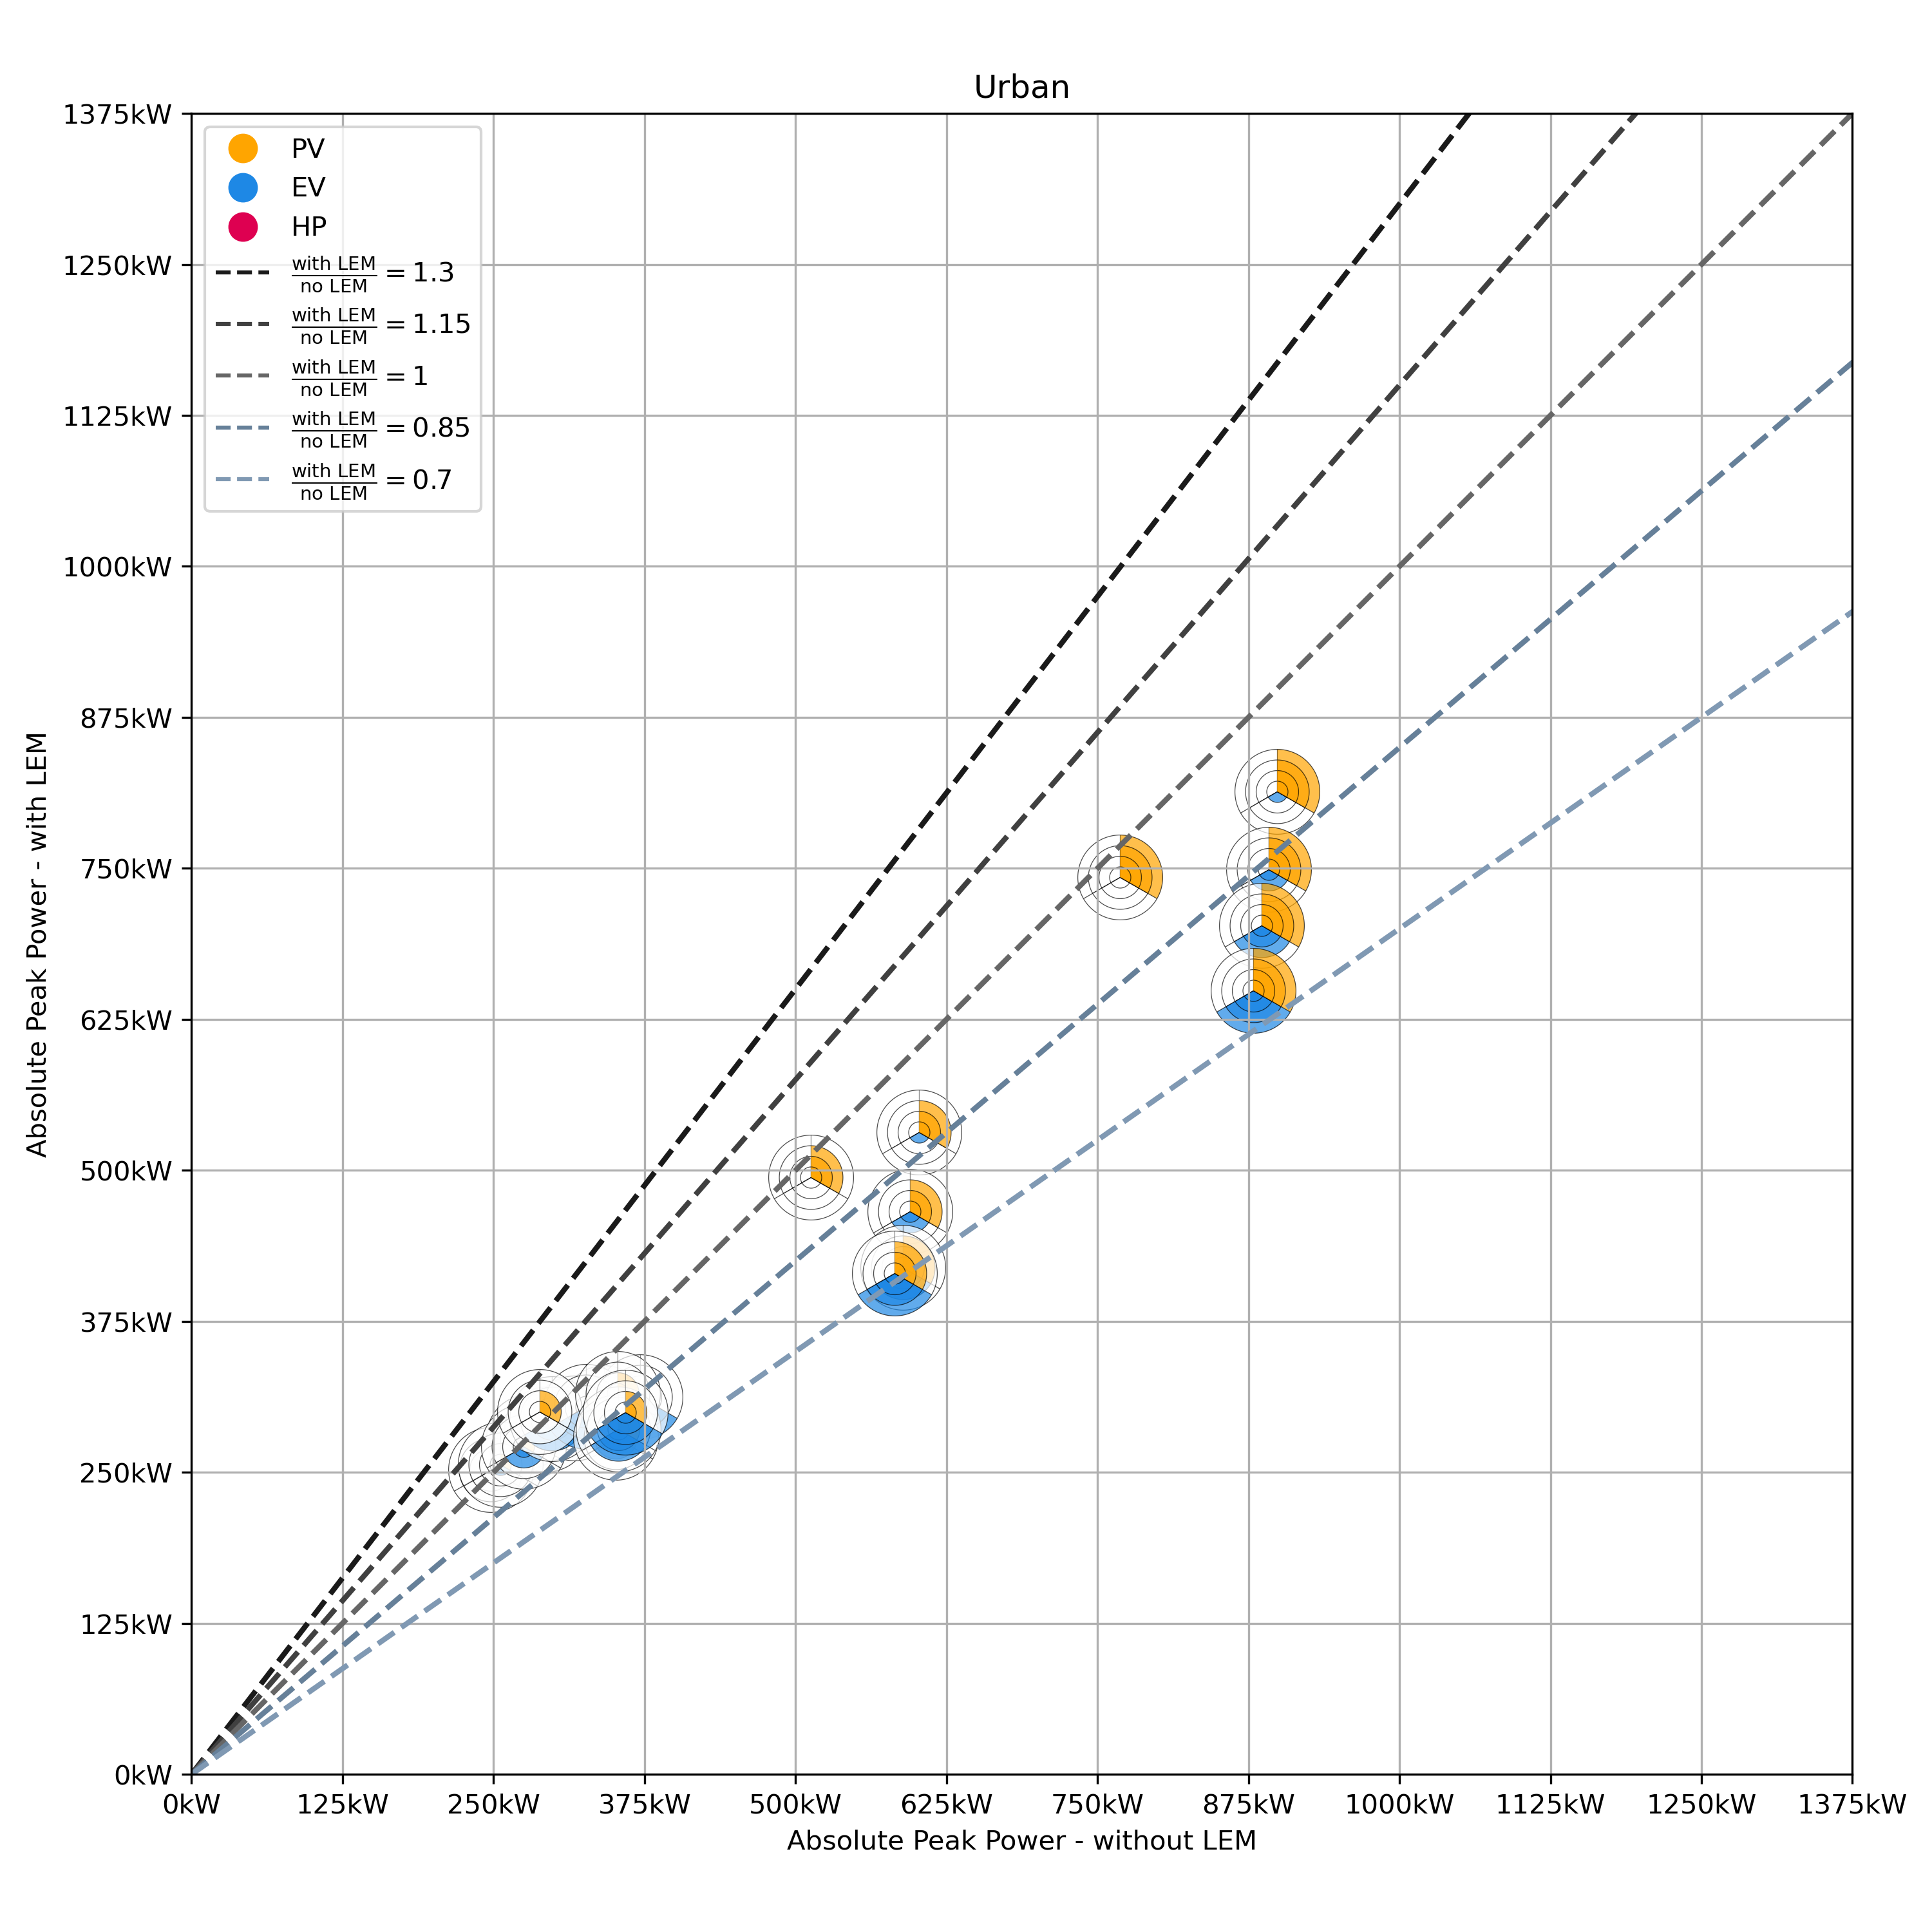 Urban
1375kW
1250kW
1125kW
1000kW
875kW
750kW
625kW
500kW
375kW
250kW
125kW
0kW
Absolute Peak Power - with LEM
PV
EV
HP
with LEM / no LEM = 1.3
with LEM / no LEM = 1.15
with LEM / no LEM = 1
with LEM / no LEM = 0.85
with LEM / no LEM = 0.7
0kW 125kW 250kW 375kW 500kW 625kW 750kW 875kW 1000kW 1125kW 1250kW 1375kW
Absolute Peak Power - without LEM